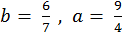 b = 6/7 , a = 9/4